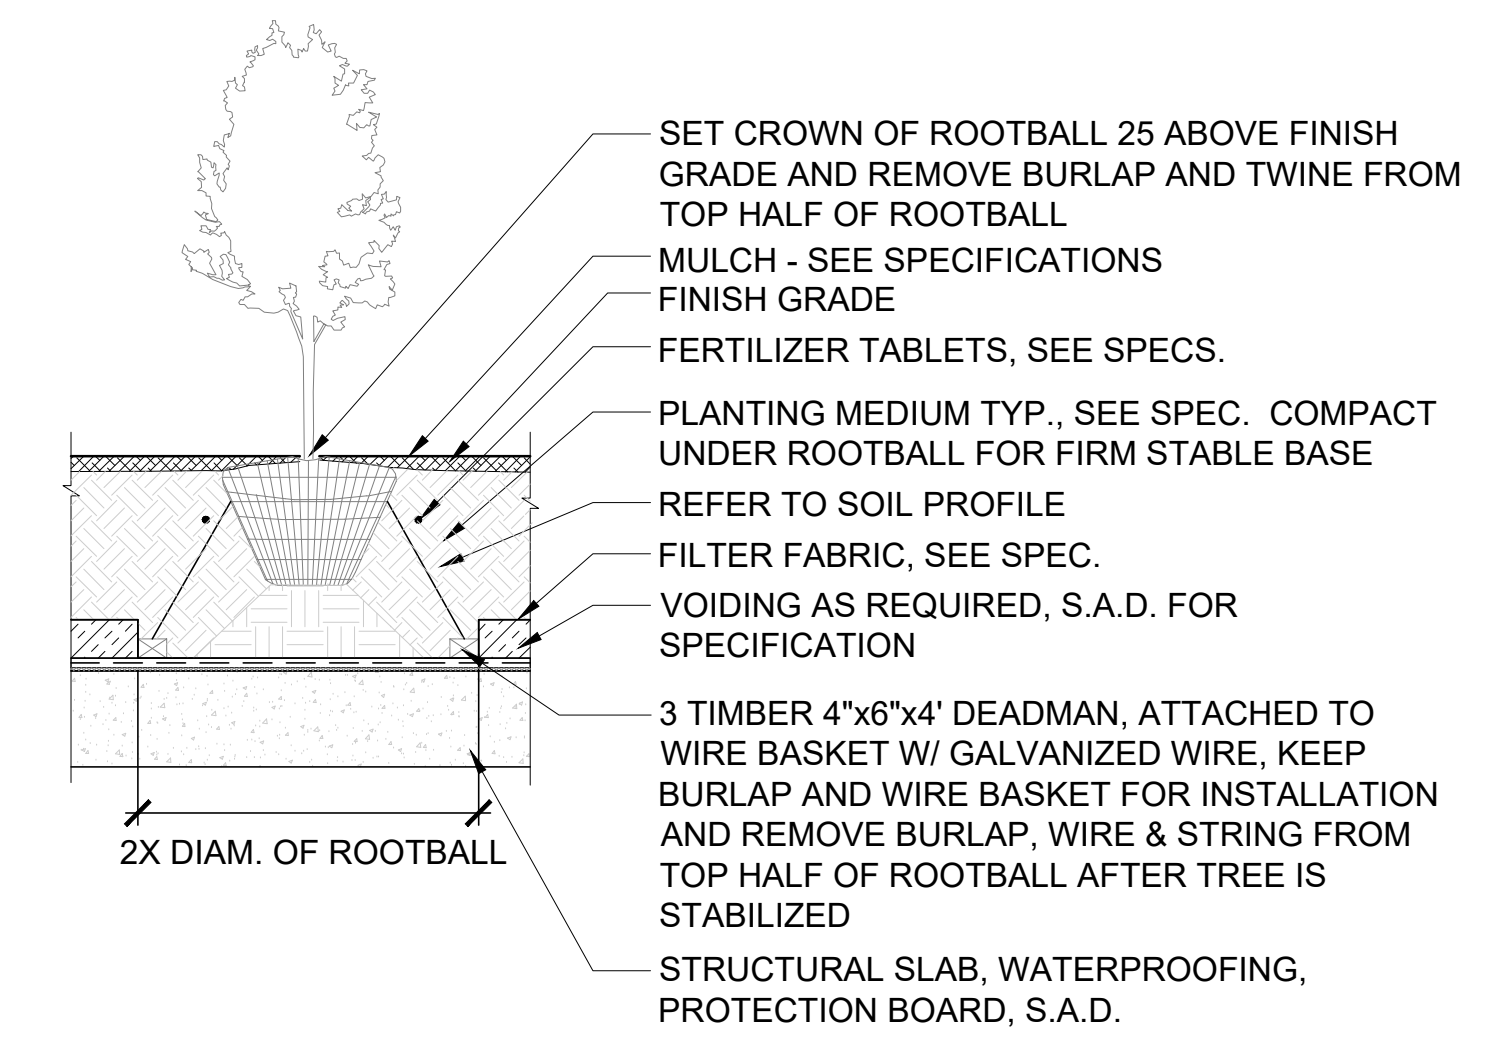 SET CROWN OF ROOTBALL 25 ABOVE FINISH
GRADE AND REMOVE BURLAP AND TWINE FROM
TOP HALF OF ROOTBALL
MULCH - SEE SPECIFICATIONS
FINISH GRADE
FERTILIZER TABLETS, SEE SPECS.
PLANTING MEDIUM TYP., SEE SPEC. COMPACT
UNDER ROOTBALL FOR FIRM STABLE BASE
REFER TO SOIL PROFILE
FILTER FABRIC, SEE SPEC.
VOIDING AS REQUIRED, S.A.D. FOR
SPECIFICATION
3 TIMBER 4"x6"x4' DEADMAN, ATTACHED TO
WIRE BASKET W/ GALVANIZED WIRE, KEEP
BURLAP AND WIRE BASKET FOR INSTALLATION
AND REMOVE BURLAP, WIRE & STRING FROM
TOP HALF OF ROOTBALL AFTER TREE IS
STABILIZED
2X DIAM. OF ROOTBALL
STRUCTURAL SLAB, WATERPROOFING,
PROTECTION BOARD, S.A.D.